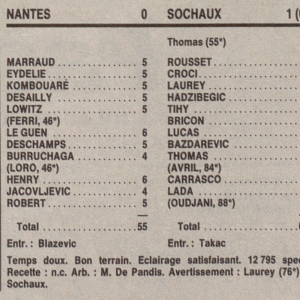 NANTES 0 SOCHAUX 1 (
Thomas (55*)
MARRAUD 5 ROUSSET
EYDELIE 5 CROCI
KOMBOUARÉ 5 LAUREY
DESAILLY 5 HADZIBEGIC
LOWITZ 5 TIHY
(FERRI, 46*) BRICON
LE GUEN 6 LUCAS
DESCHAMPS 5 BAZDAREVIC
BURRUCHAGA 4 THOMAS
(LORO, 46*) (AVRIL, 84*)
HENRY 6 CARRASCO
JACOVLJEVIC 4 LADA
ROBERT 5 (OUDJANI, 88*)
Total 55 Total
Entr. : Blazevic Entr. : Takac
Temps doux. Bon terrain. Eclairage satisfaisant. 12 795 spec
Recette : n.c. Arb. : M. De Pandis. Avertissement : Laurey (76*)
Sochaux.